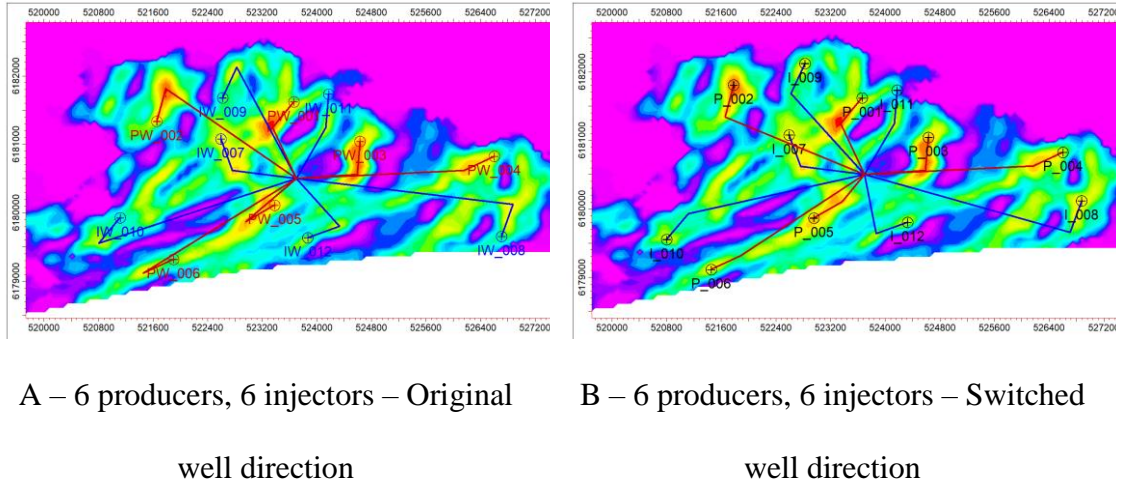 520000 520800 521600 522400 523200 524000 524800 525600 526400 527200
520000 520800 521600 522400 523200 524000 524800 525600 526400 527200
6182000
6181000
6180000
6179000
6182000
6181000
6180000
6179000
IW_009
IW_011
PW_002
IW_007
PW_003
PW_004
PW_005
IW_010
IW_012
IW_008
PW_006
I_009
P_002
P_001
I_011
I_007
P_003
P_004
P_005
I_008
I_012
I_010
P_006
520000 520800 521600 522400 523200 524000 524800 525600 526400 527200
520000 520800 521600 522400 523200 524000 524800 525600 526400 527200
A – 6 producers, 6 injectors – Original
well direction
B – 6 producers, 6 injectors – Switched
well direction